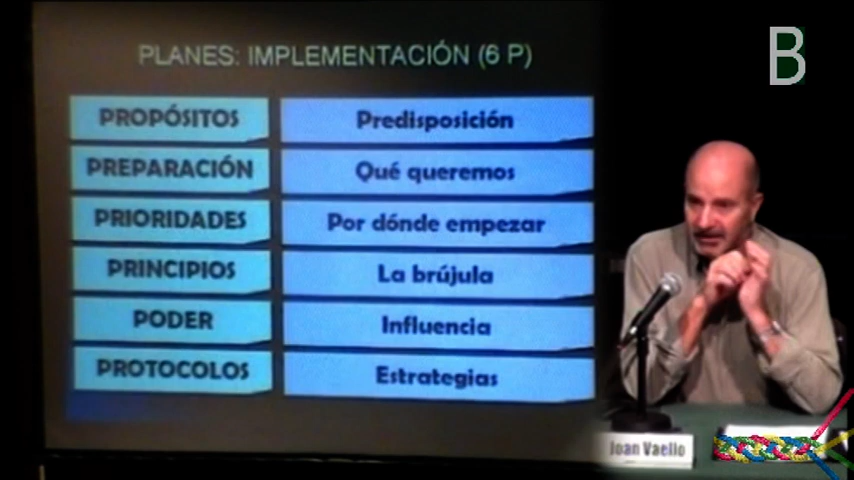 B
PLANES: IMPLEMENTACIÓN (6 P)
PROPÓSITOS Predisposición
PREPARACIÓN Qué queremos
PRIORIDADES Por dónde empezar
PRINCIPIOS La brújula
PODER Influencia
PROTOCOLOS Estrategias
Joan Vaello